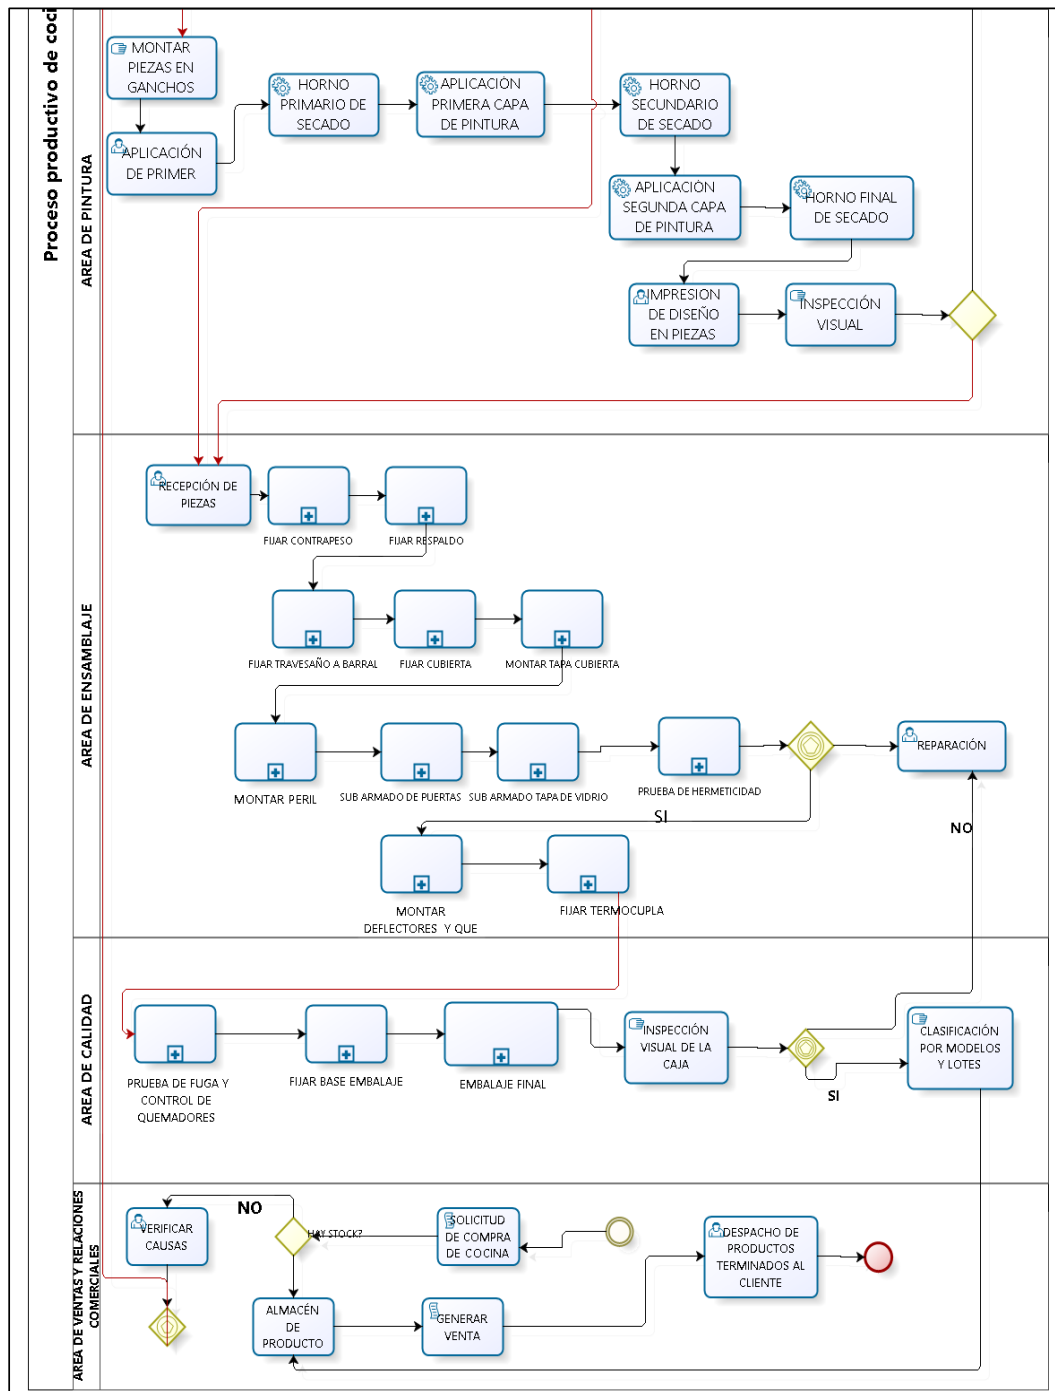 Proceso productivo de coci
AREA DE PINTURA
MONTAR
PIEZAS EN
GANCHOS
APLICACIÓN
DE PRIMER
HORNO
PRIMARIO DE
SECADO
APLICACIÓN
PRIMERA CAPA
DE PINTURA
HORNO
SECUNDARIO
DE SECADO
APLICACIÓN
SEGUNDA CAPA
DE PINTURA
HORNO FINAL
DE SECADO
IMPRESION
DE DISEÑO
EN PIEZAS
INSPECCIÓN
VISUAL
AREA DE ENSAMBLAJE
RECEPCIÓN DE
PIEZAS
FIJAR CONTRAPESO
FIJAR RESPALDO
FIJAR TRAVESAÑO A BARRAL
FIJAR CUBIERTA
MONTAR TAPA CUBIERTA
MONTAR PERIL
SUB ARMADO DE PUERTAS
SUB ARMADO TAPA DE VIDRIO
PRUEBA DE HERMETICIDAD
REPARACIÓN
SI
NO
MONTAR
DEFLECTORES Y QUE
FIJAR TERMOCUPLA
AREA DE CALIDAD
PRUEBA DE FUGA Y
CONTROL DE
QUEMADORES
FIJAR BASE EMBALAJE
EMBALAJE FINAL
INSPECCIÓN
VISUAL DE LA
CAJA
SI
CLASIFICACIÓN
POR MODELOS
Y LOTES
AREA DE VENTAS Y RELACIONES
COMERCIALES
VERIFICAR
CAUSAS
NO
HAY STOCK?
SOLICITUD
DE COMPRA
DE COCINA
DESPACHO DE
PRODUCTOS
TERMINADOS AL
CLIENTE
ALMACÉN
DE
PRODUCTO
GENERAR
VENTA